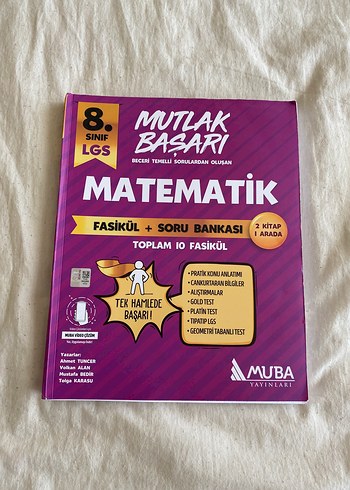 8.
SINIF
LGS
MUTLAK
BAŞARI
BECERİ TEMELLİ SORULARDAN OLUŞAN
MATEMATİK
FASİKÜL + SORU BANKASI
2 KİTAP
1 ARADA
TOPLAM 10 FASİKÜL
TEK HAMLEDE
BAŞARI!
• PRATİK KONU ANLATIMI
• CANKURTARAN BİLGİLER
• ALIŞTIRMALAR
• GOLD TEST
• PLATİN TEST
• TIPATIP LGS
• GEOMETRİ TABANLI TEST
MUBA VİDEO ÇÖZÜM
Yazarlar:
Ahmet TUNCER
Volkan ALAN
Mustafa BEDİR
Tolga KARASU
MUBA
YAYINLARI